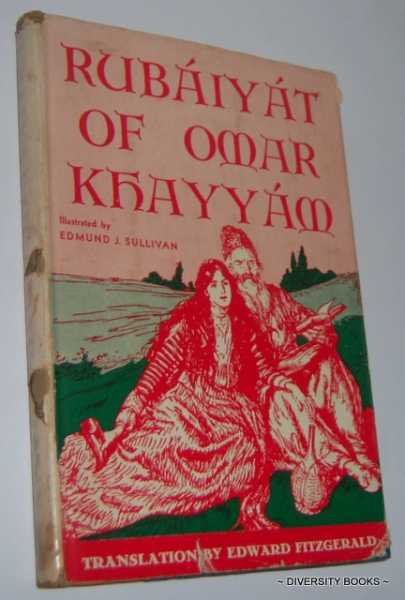 RUBÁIYÁT
OF OMAR
KHAYYÁM
Illustrated by
EDMUND J. SULLIVAN
TRANSLATION BY EDWARD FITZGERALD
~ DIVERSITY BOOKS ~